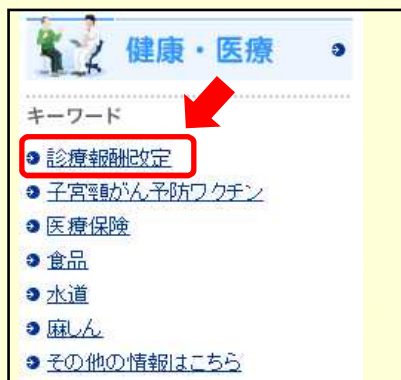 健康・医療
キーワード
診療報酬改定
子宮頸がん予防ワクチン
医療保険
食品
水道
麻しん
その他の情報はこちら